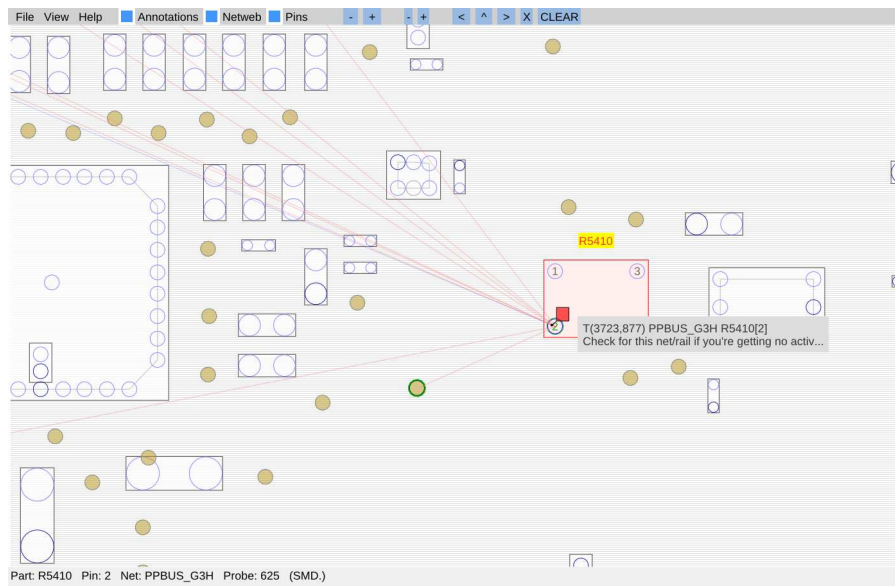 File View Help Annotations Netweb Pins - + - + < ^ > X CLEAR
R5410
1 3
2
T(3723,877) PPBUS_G3H R5410[2]
Check for this net/rail if you're getting no activ...
Part: R5410 Pin: 2 Net: PPBUS_G3H Probe: 625 (SMD.)